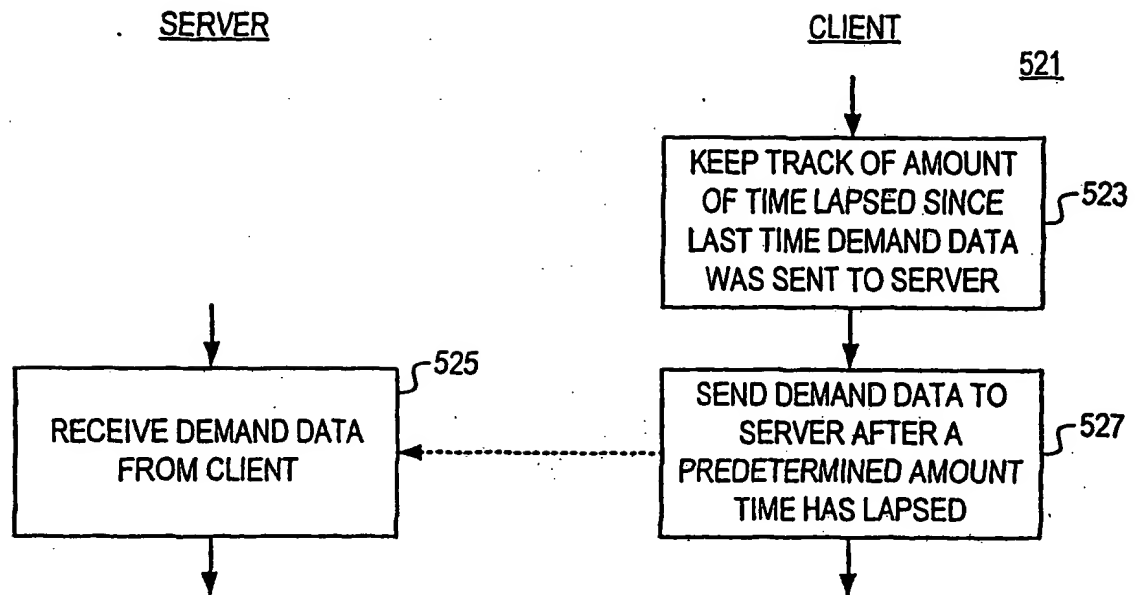 SERVER
CLIENT
521
KEEP TRACK OF AMOUNT
OF TIME LAPSED SINCE
LAST TIME DEMAND DATA
WAS SENT TO SERVER
523
525
RECEIVE DEMAND DATA
FROM CLIENT
SEND DEMAND DATA TO
SERVER AFTER A
PREDETERMINED AMOUNT
TIME HAS LAPSED
527